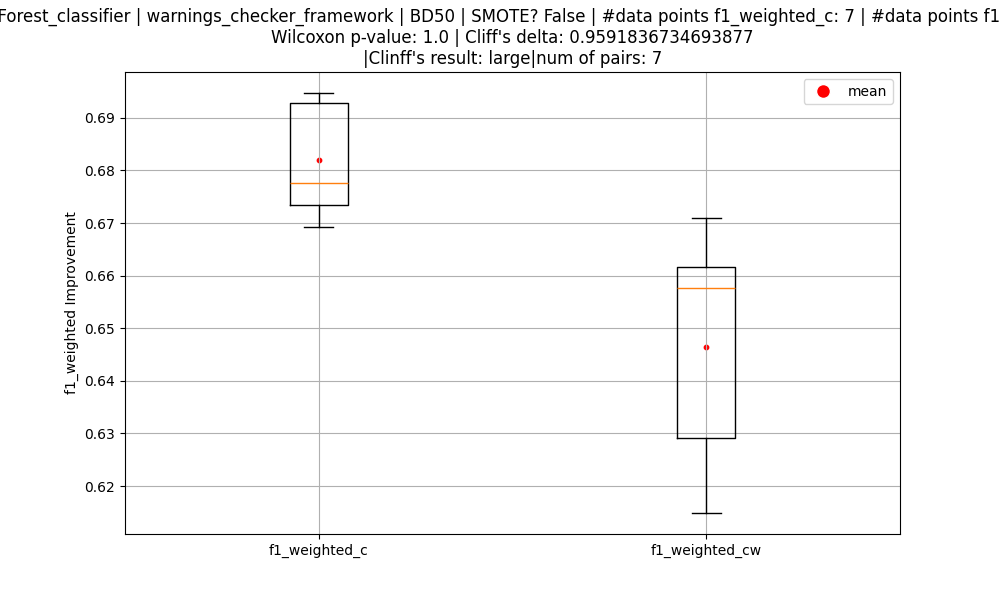 Forest_classifier | warnings_checker_framework | BD50 | SMOTE? False | #data points f1_weighted_c: 7 | #data points f1
Wilcoxon p-value: 1.0 | Cliff's delta: 0.9591836734693877
|Clinff's result: large|num of pairs: 7
mean
0.69
0.68
0.67
0.66
0.65
0.64
0.63
0.62
f1_weighted Improvement
f1_weighted_c
f1_weighted_cw